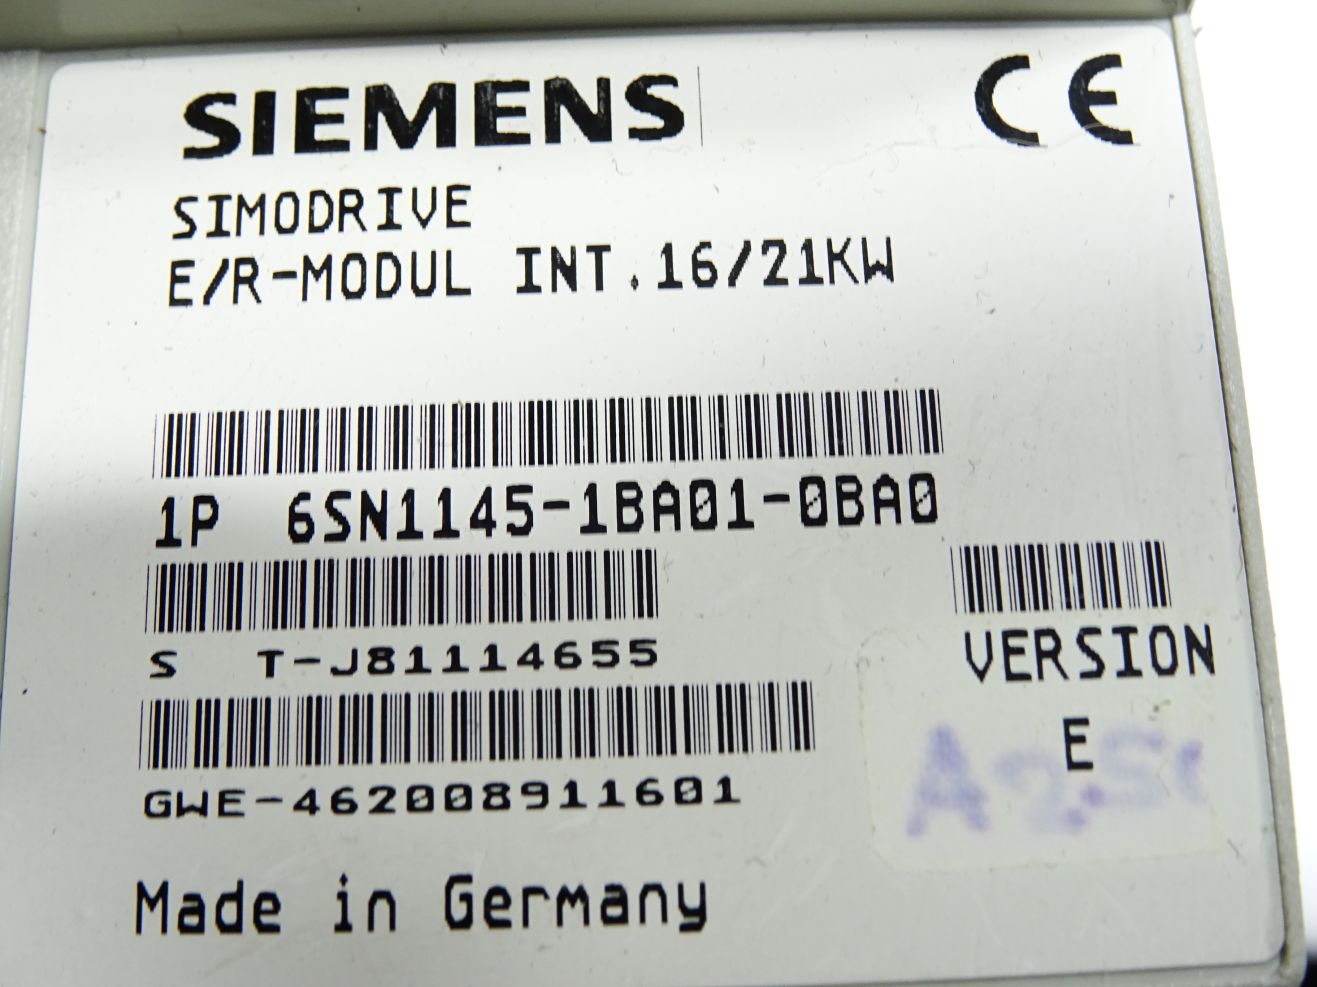 SIEMENS
CE
SIMODRIVE
E/R-MODUL INT.16/21KW
1P 6SN1145-1BA01-0BA0
S T-J81114655
VERSION
E
GWE-462008911601
Made in Germany